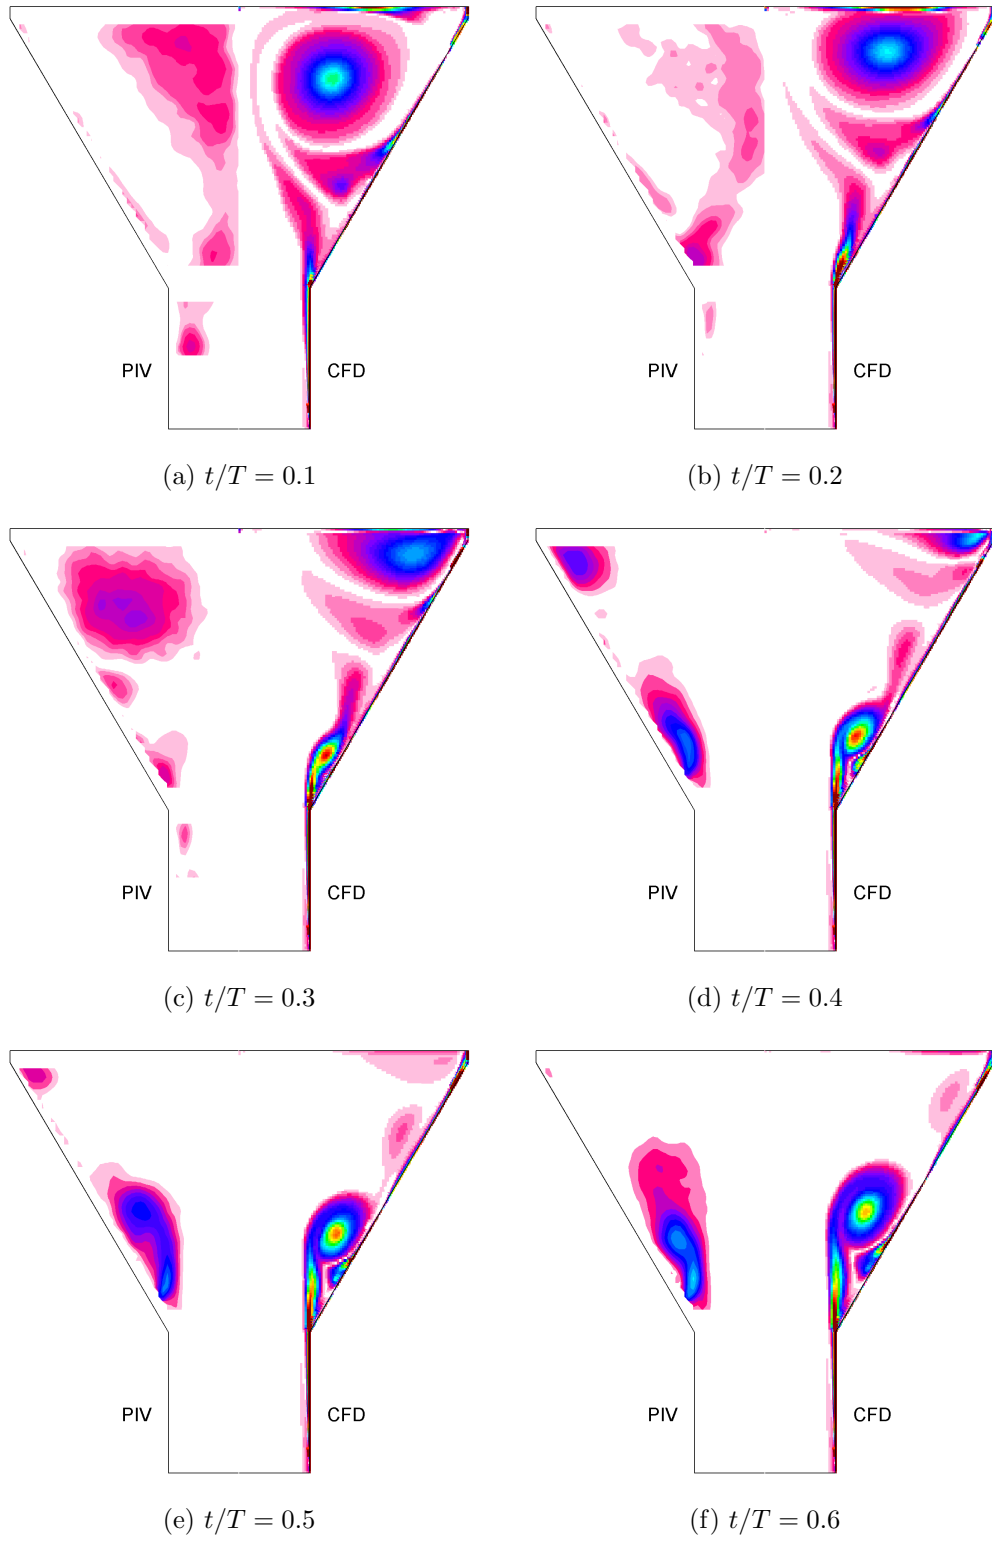 PIV CFD PIV CFD
(a) t/T = 0.1 (b) t/T = 0.2
PIV CFD PIV CFD
(c) t/T = 0.3 (d) t/T = 0.4
PIV CFD PIV CFD
(e) t/T = 0.5 (f) t/T = 0.6